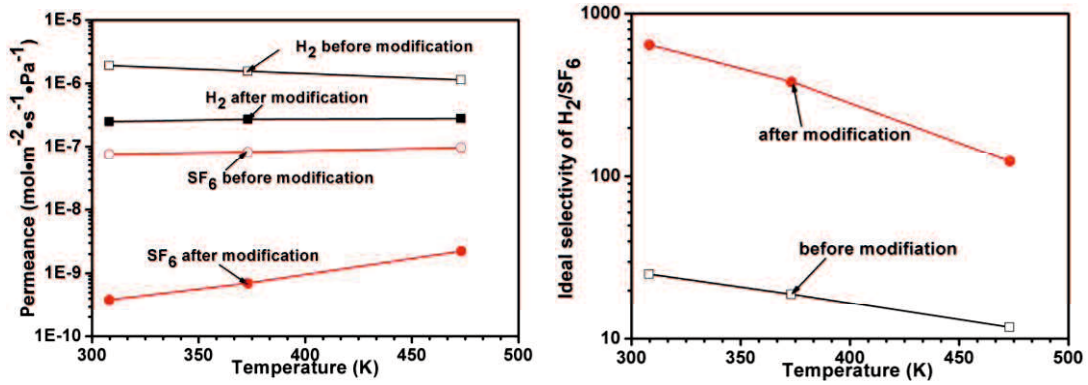 Permeance (mol•m⁻²•s⁻¹•Pa⁻¹)
1E-5
1E-6
1E-7
1E-8
1E-9
1E-10
H₂ before modification
H₂ after modification
SF₆ before modification
SF₆ after modification
300 350 400 450 500
Temperature (K)
Ideal selectivity of H₂/SF₆
1000
100
10
after modification
before modifiation
300 350 400 450 500
Temperature (K)